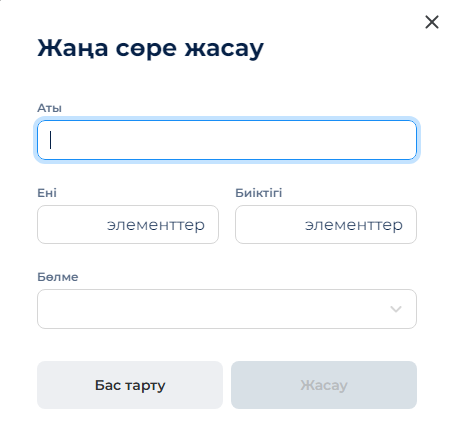 Жаңа сөре жасау
Аты
Ені Биіктігі
элементтер элементтер
Бөлме
Бас тарту Жасау